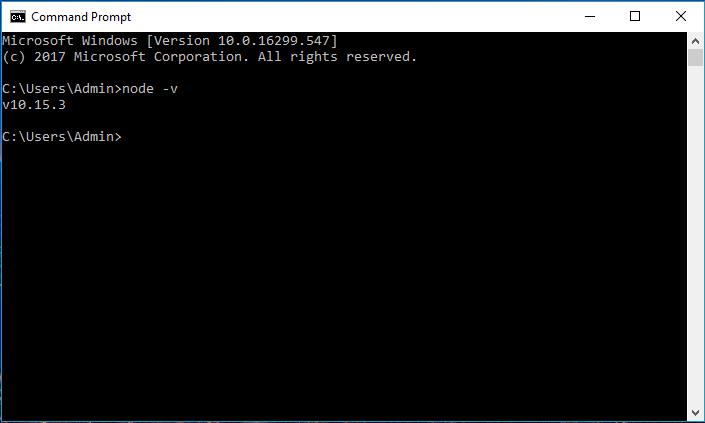 Command Prompt
Microsoft Windows [Version 10.0.16299.547]
(c) 2017 Microsoft Corporation. All rights reserved.
C:\Users\Admin>node -v
v10.15.3
C:\Users\Admin>